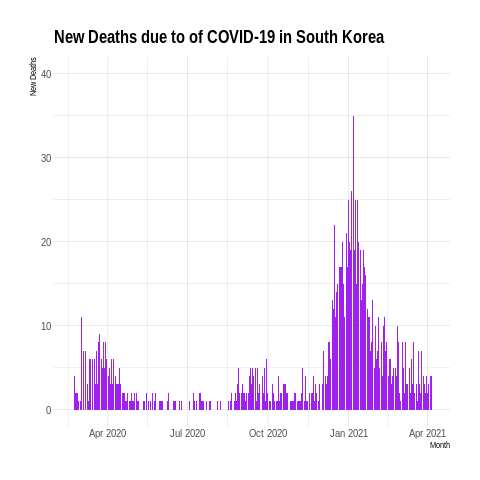 New Deaths due to of COVID-19 in South Korea
New Deaths
40
30
20
10
0
Apr 2020 Jul 2020 Oct 2020 Jan 2021 Apr 2021
Month